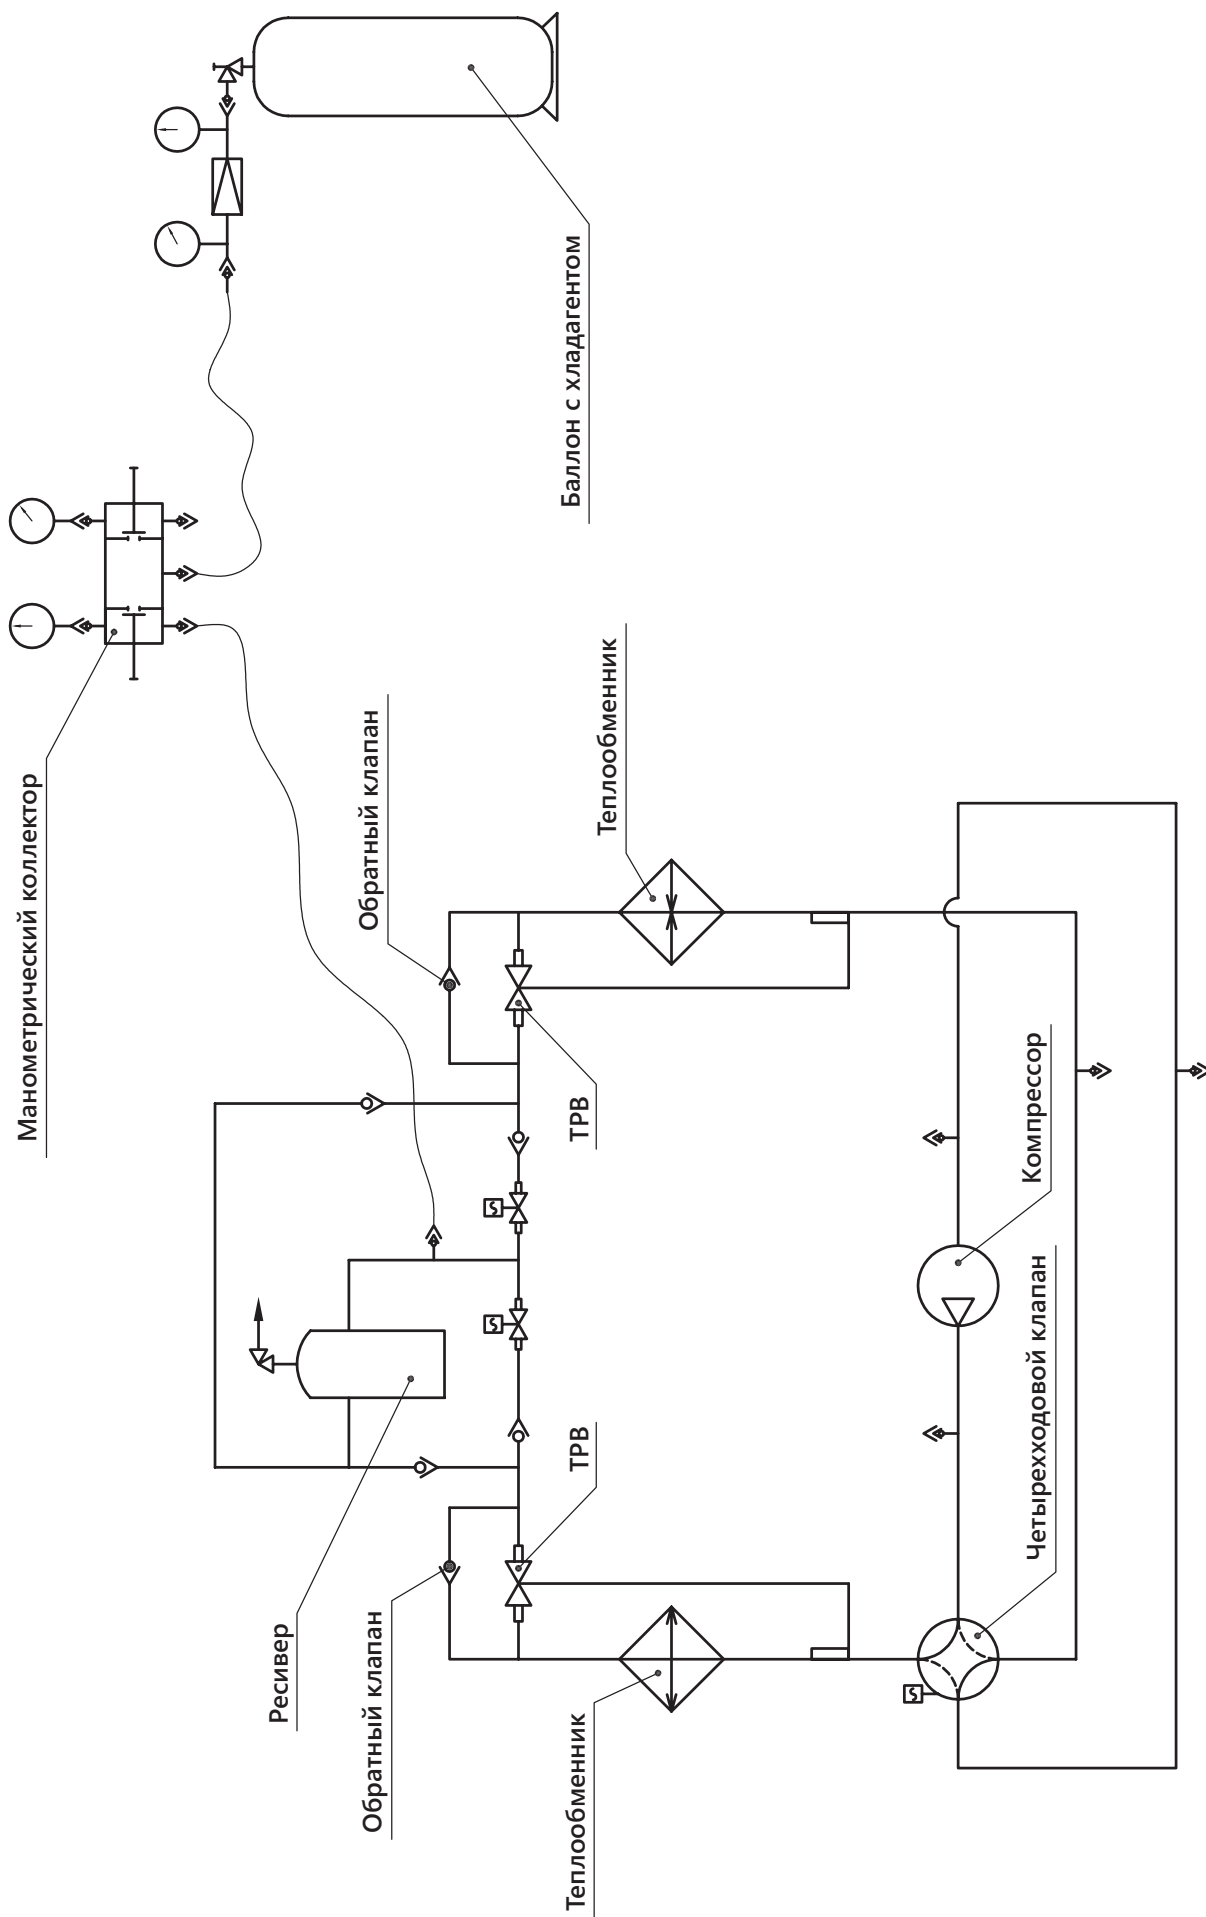 Манометрический коллектор
Баллон с хладагентом
Обратный клапан
Теплообменник
ТРВ
Ресивер
ТРВ
Компрессор
Обратный клапан
Четырехходовой клапан
Теплообменник